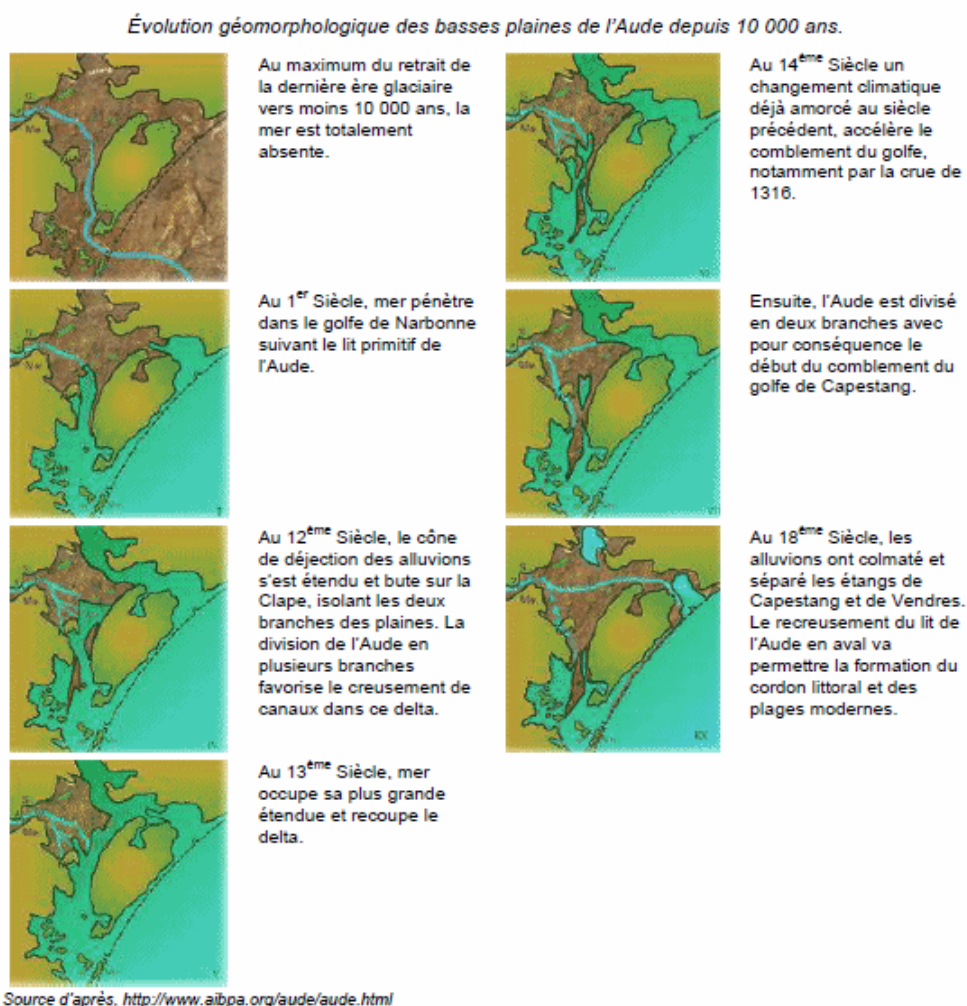 Évolution géomorphologique des basses plaines de l'Aude depuis 10 000 ans.
Au maximum du retrait de
la dernière ère glaciaire
vers moins 10 000 ans, la
mer est totalement
absente.
Au 1er Siècle, mer pénètre
dans le golfe de Narbonne
suivant le lit primitif de
l'Aude.
Au 12ème Siècle, le cône
de déjection des alluvions
s'est étendu et bute sur la
Clape, isolant les deux
branches des plaines. La
division de l'Aude en
plusieurs branches
favorise le creusement de
canaux dans ce delta.
Au 13ème Siècle, mer
occupe sa plus grande
étendue et recoupe le
delta.
Au 14ème Siècle un
changement climatique
déjà amorcé au siècle
précédent, accélère le
comblement du golfe,
notamment par la crue de
1316.
Ensuite, l'Aude est divisé
en deux branches avec
pour conséquence le
début du comblement du
golfe de Capestang.
Au 18ème Siècle, les
alluvions ont colmaté et
séparé les étangs de
Capestang et de Vendres.
Le recreusement du lit de
l'Aude en aval va
permettre la formation du
cordon littoral et des
plages modernes.
Source d'après. http://www.aibpa.org/aude/aude.html